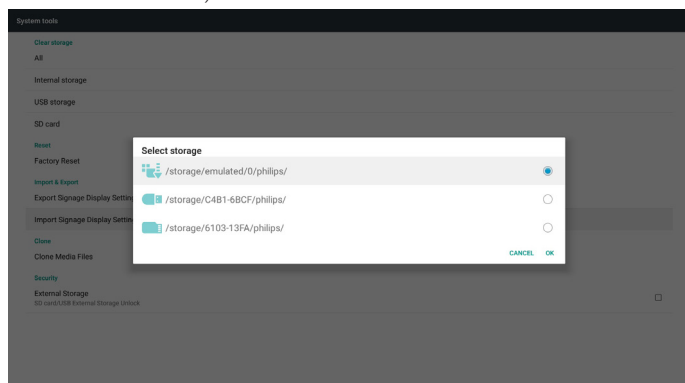 System tools
Clear storage
All
Internal storage
USB storage
SD card
Reset
Factory Reset
Import & Export
Export Signage Display Settin
Import Signage Display Settin
Clone
Clone Media Files
Security
External Storage
SD card/USB External Storage Unlock
Select storage
/storage/emulated/0/philips/
/storage/C4B1-6BCF/philips/
/storage/6103-13FA/philips/
CANCEL OK